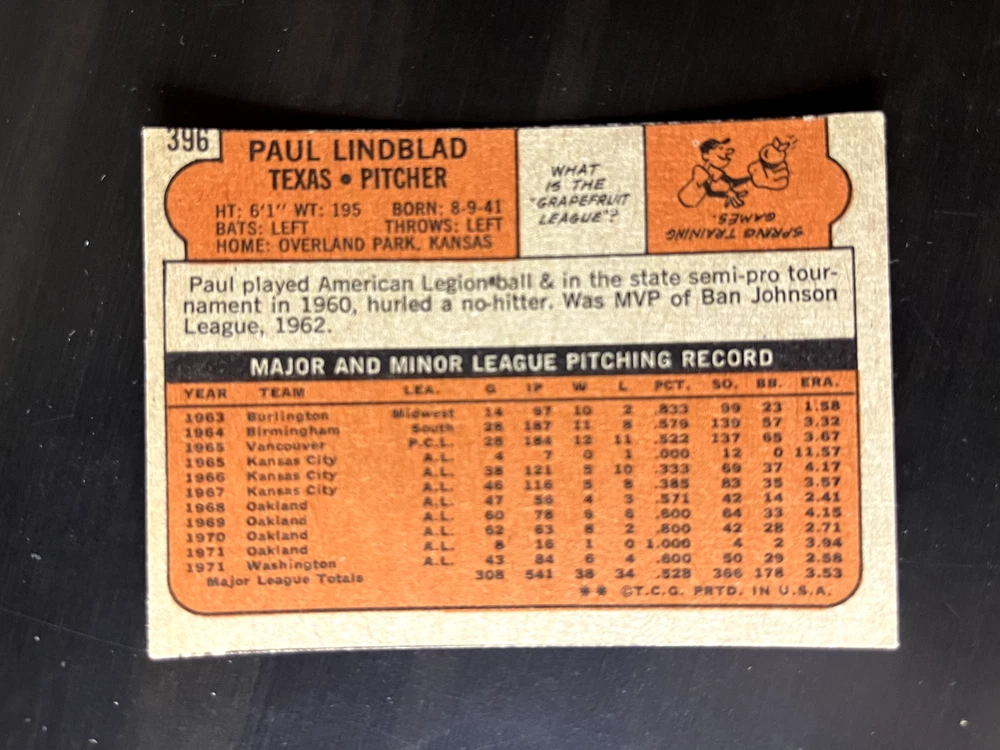 396
PAUL LINDBLAD
TEXAS • PITCHER
HT: 6'1" WT: 195 BORN: 8-9-41
BATS: LEFT THROWS: LEFT
HOME: OVERLAND PARK, KANSAS
WHAT
IS THE
"GRAPEFRUIT
LEAGUE"?
SPRING TRAINING
GAMES.
Paul played American Legion ball & in the state semi-pro tour-
nament in 1960, hurled a no-hitter. Was MVP of Ban Johnson
League, 1962.
MAJOR AND MINOR LEAGUE PITCHING RECORD
YEAR TEAM LEA. G IP W L PCT. SO. BB. ERA.
1963 Burlington Midwest 14 97 10 2 .833 99 23 1.58
1964 Birmingham South 28 187 11 8 .579 139 57 3.32
1965 Vancouver P.C.L. 28 184 12 11 .522 137 65 3.67
1965 Kansas City A.L. 4 7 0 1 .000 12 0 11.57
1966 Kansas City A.L. 38 121 5 10 .333 69 37 4.17
1967 Kansas City A.L. 46 116 5 8 .385 83 35 3.57
1968 Oakland A.L. 47 56 4 3 .571 42 14 2.41
1969 Oakland A.L. 60 78 9 6 .600 64 33 4.15
1970 Oakland A.L. 62 63 8 2 .800 42 28 2.71
1971 Oakland A.L. 8 16 1 0 1.000 4 2 3.94
1971 Washington A.L. 43 84 6 4 .600 50 29 2.58
Major League Totals 308 541 38 34 .528 366 178 3.53
** ©T.C.G. PRTD. IN U.S.A.